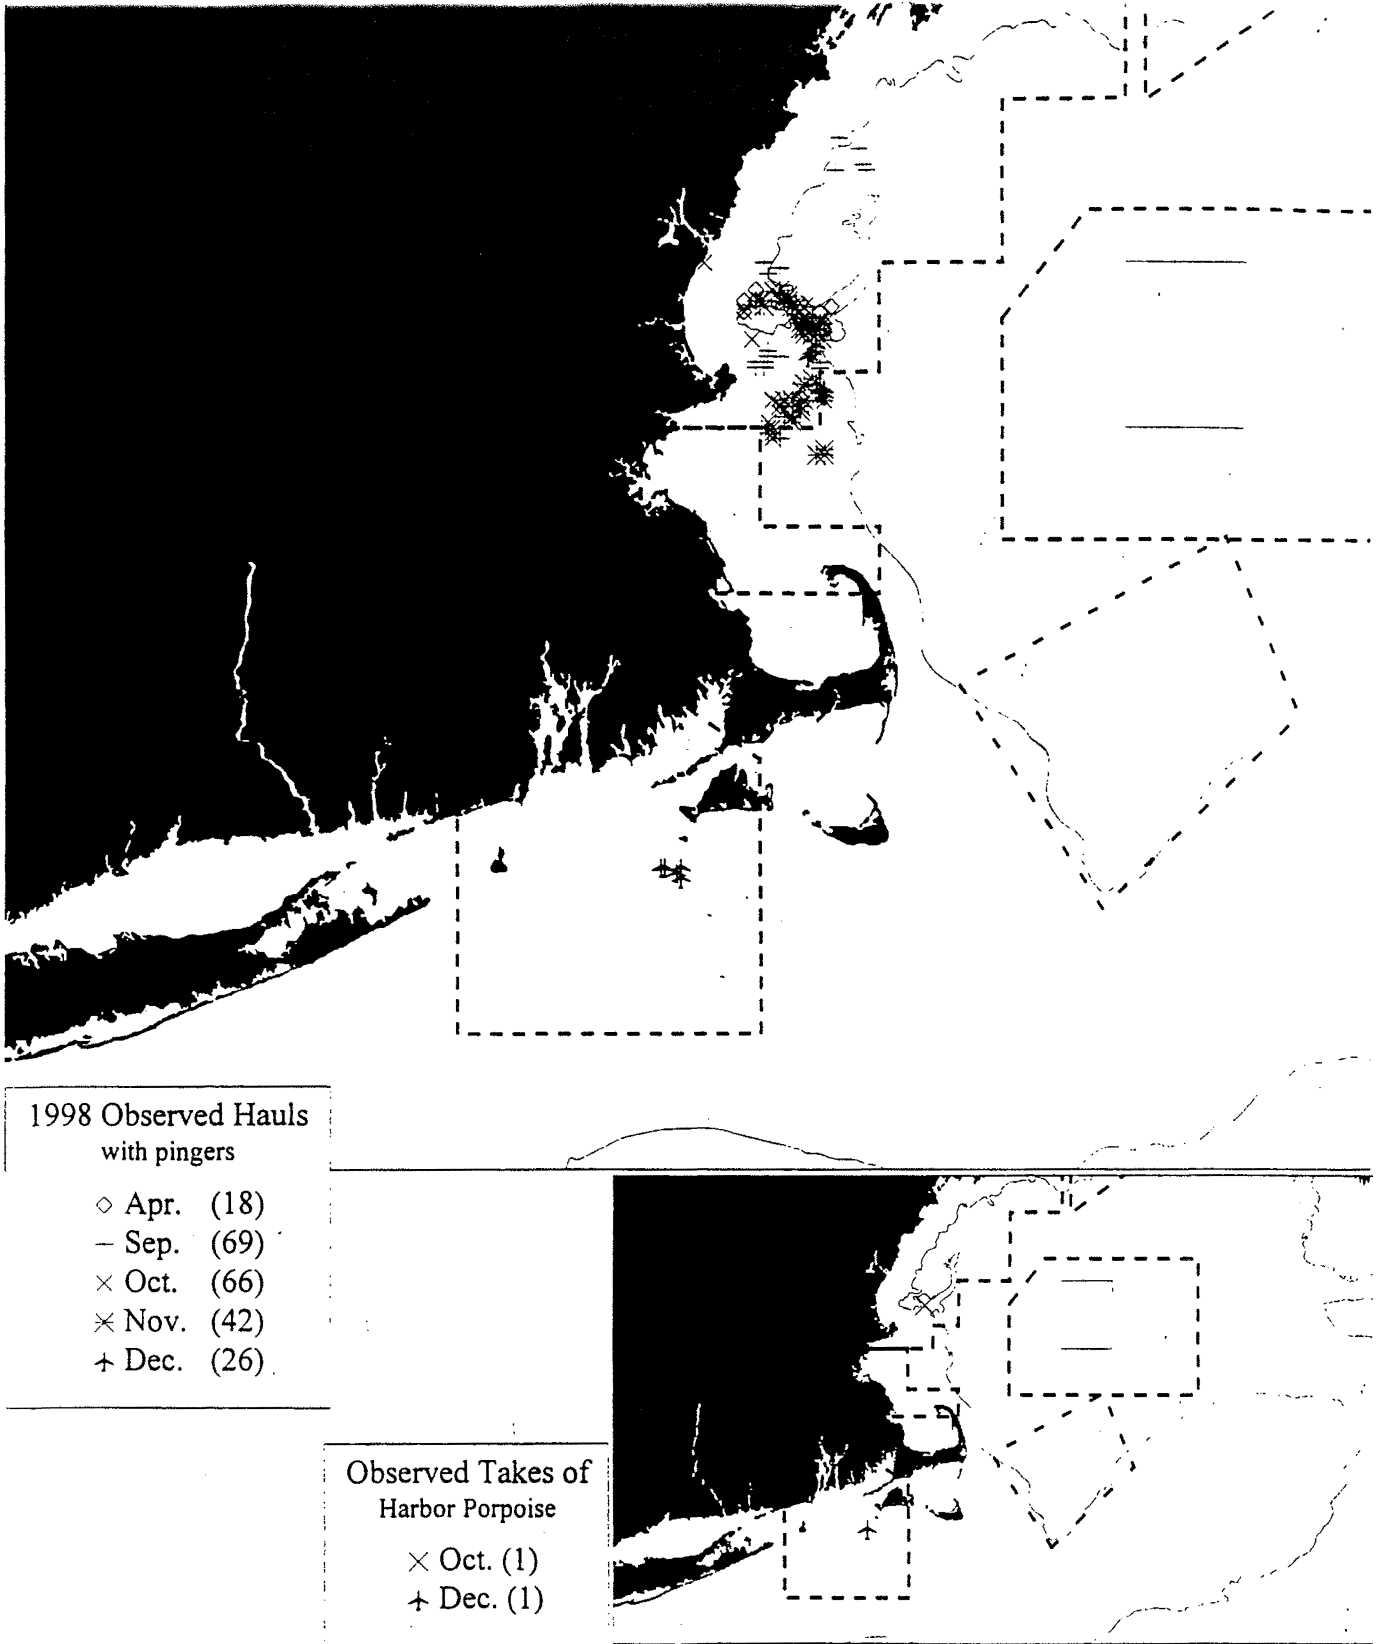 1998 Observed Hauls
with pingers
◇ Apr. (18)
– Sep. (69)
× Oct. (66)
Nov. (42)
Dec. (26)
Observed Takes of
Harbor Porpoise
× Oct. (1)
Dec. (1)